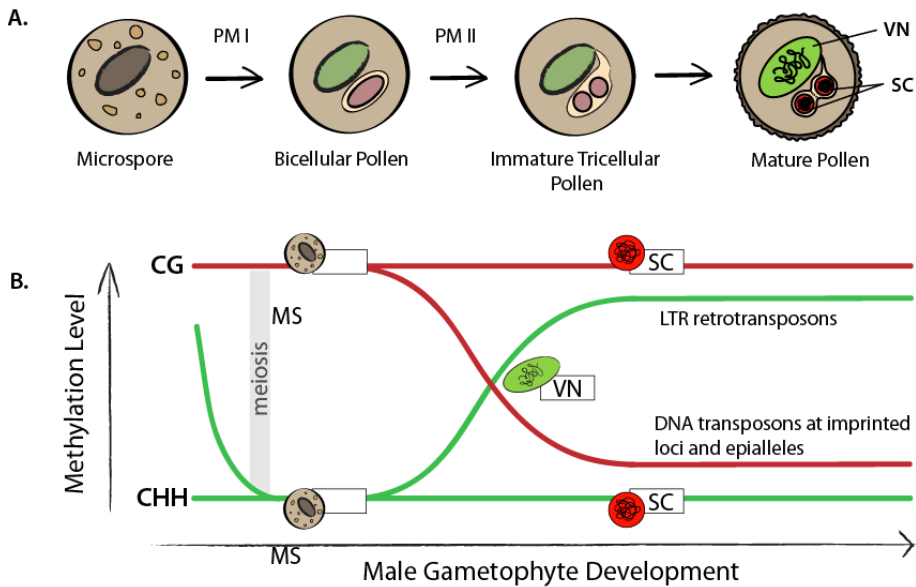 A.
PM I
PM II
VN
SC
Microspore
Bicellular Pollen
Immature Tricellular
Pollen
Mature Pollen
B.
Methylation Level
CG
MS
meiosis
SC
LTR retrotransposons
VN
DNA transposons at imprinted
loci and epialleles
CHH
MS
SC
Male Gametophyte Development